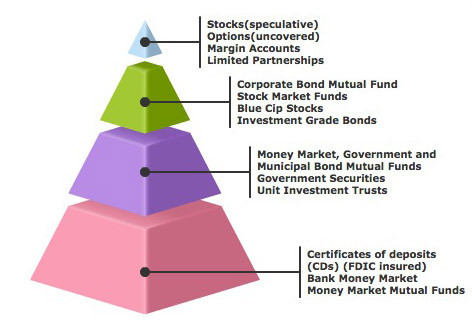 Stocks(speculative)
Options(uncovered)
Margin Accounts
Limited Partnerships
Corporate Bond Mutual Fund
Stock Market Funds
Blue Cip Stocks
Investment Grade Bonds
Money Market, Government and
Municipal Bond Mutual Funds
Government Securities
Unit Investment Trusts
Certificates of deposits
(CDs) (FDIC insured)
Bank Money Market
Money Market Mutual Funds